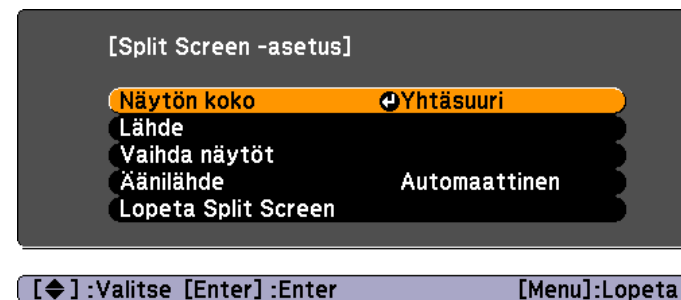 [Split Screen -asetus]
Näytön koko Yhtäsuuri
Lähde
Vaihda näytöt
Äänilähde Automaattinen
Lopeta Split Screen
[◆] :Valitse [Enter] :Enter [Menu]:Lopeta